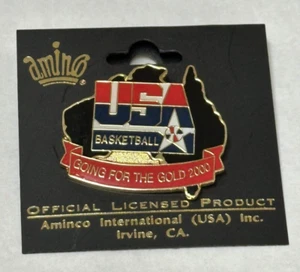 aminco
USA
BASKETBALL
GOING FOR THE GOLD 2000
OFFICIAL LICENSED PRODUCT
Aminco International (USA) Inc.
Irvine, CA.